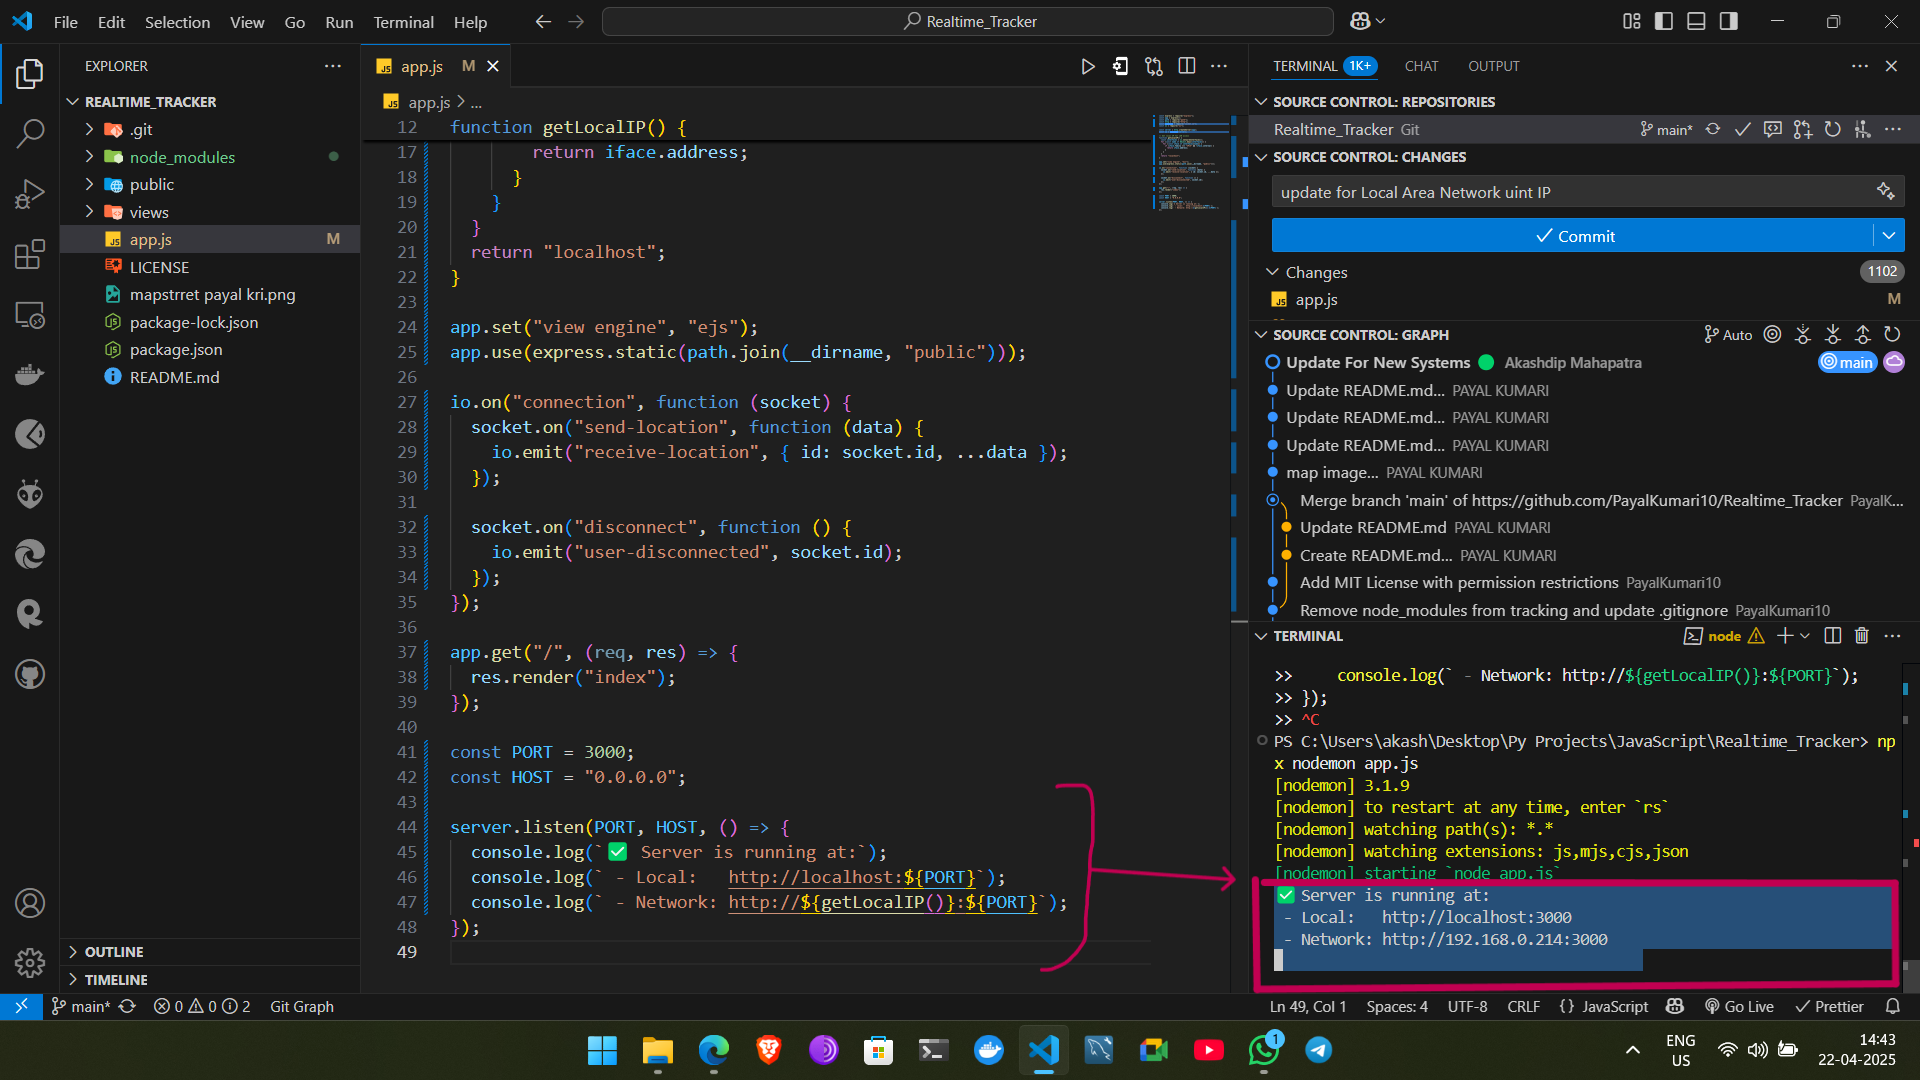 File Edit Selection View Go Run Terminal Help
Realtime_Tracker
EXPLORER
REALTIME_TRACKER
.git
node_modules
public
views
app.js M
LICENSE
mapstrret payal kri.png
package-lock.json
package.json
README.md
OUTLINE
TIMELINE
app.js M
app.js > ...
12 function getLocalIP() {
17 return iface.address;
18 }
19 }
20 }
21 return "localhost";
22 }
23
24 app.set("view engine", "ejs");
25 app.use(express.static(path.join(__dirname, "public")));
26
27 io.on("connection", function (socket) {
28 socket.on("send-location", function (data) {
29 io.emit("receive-location", { id: socket.id, ...data });
30 });
31
32 socket.on("disconnect", function () {
33 io.emit("user-disconnected", socket.id);
34 });
35 });
36
37 app.get("/", (req, res) => {
38 res.render("index");
39 });
40
41 const PORT = 3000;
42 const HOST = "0.0.0.0";
43
44 server.listen(PORT, HOST, () => {
45 console.log(`✅ Server is running at:`);
46 console.log(` - Local:   http://localhost:${PORT}`);
47 console.log(` - Network: http://${getLocalIP()}:${PORT}`);
48 });
49
TERMINAL 1K+ CHAT OUTPUT
SOURCE CONTROL: REPOSITORIES
Realtime_Tracker Git main*
SOURCE CONTROL: CHANGES
update for Local Area Network uint IP
Commit
Changes 1102
app.js M
SOURCE CONTROL: GRAPH Auto
Update For New Systems Akashdip Mahapatra main
Update README.md... PAYAL KUMARI
Update README.md... PAYAL KUMARI
Update README.md... PAYAL KUMARI
map image... PAYAL KUMARI
Merge branch 'main' of https://github.com/PayalKumari10/Realtime_Tracker PayalK...
Update README.md PAYAL KUMARI
Create README.md... PAYAL KUMARI
Add MIT License with permission restrictions PayalKumari10
Remove node_modules from tracking and update .gitignore PayalKumari10
TERMINAL node
>>     console.log(` - Network: http://${getLocalIP()}:${PORT}`);
>> });
>> ^C
PS C:\Users\akash\Desktop\Py Projects\JavaScript\Realtime_Tracker> np
x nodemon app.js
[nodemon] 3.1.9
[nodemon] to restart at any time, enter `rs`
[nodemon] watching path(s): *.*
[nodemon] watching extensions: js,mjs,cjs,json
[nodemon] starting `node app.js`
✅ Server is running at:
- Local:   http://localhost:3000
- Network: http://192.168.0.214:3000
main* 0 0 2 Git Graph
Ln 49, Col 1 Spaces: 4 UTF-8 CRLF {} JavaScript Go Live Prettier
1
ENG
US
14:43
22-04-2025